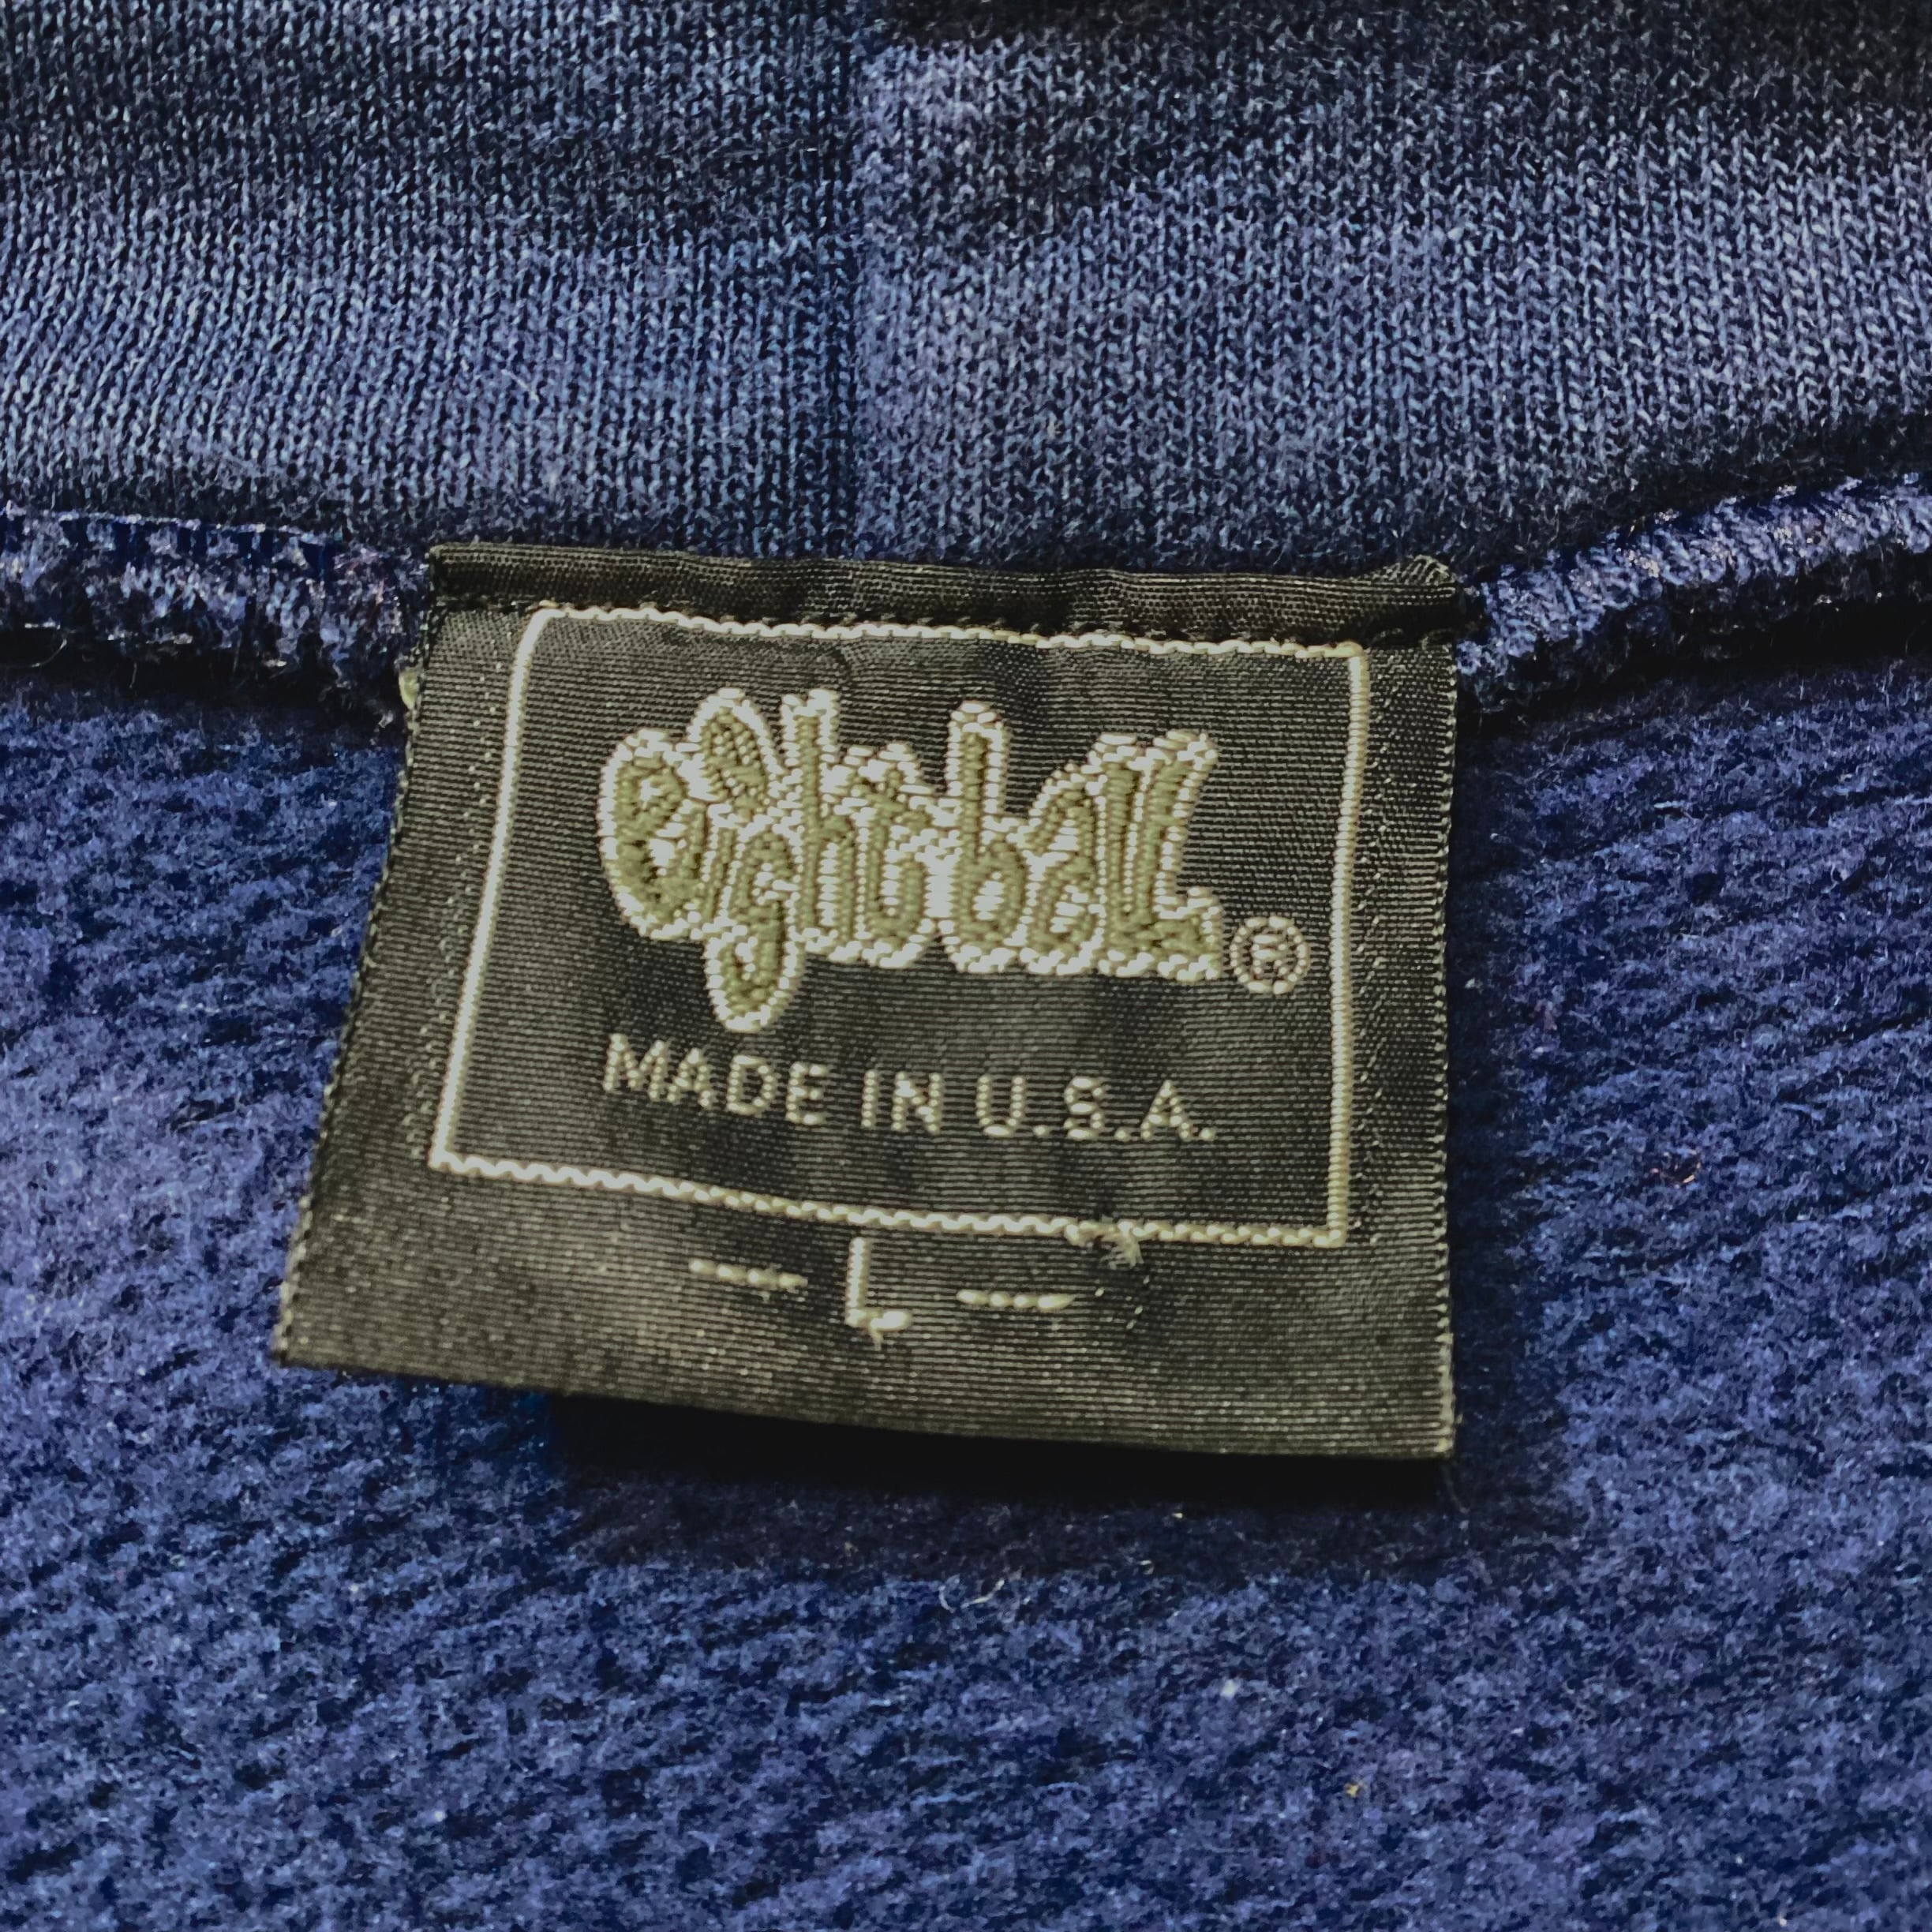 eightball ®
MADE IN U.S.A.
- L -